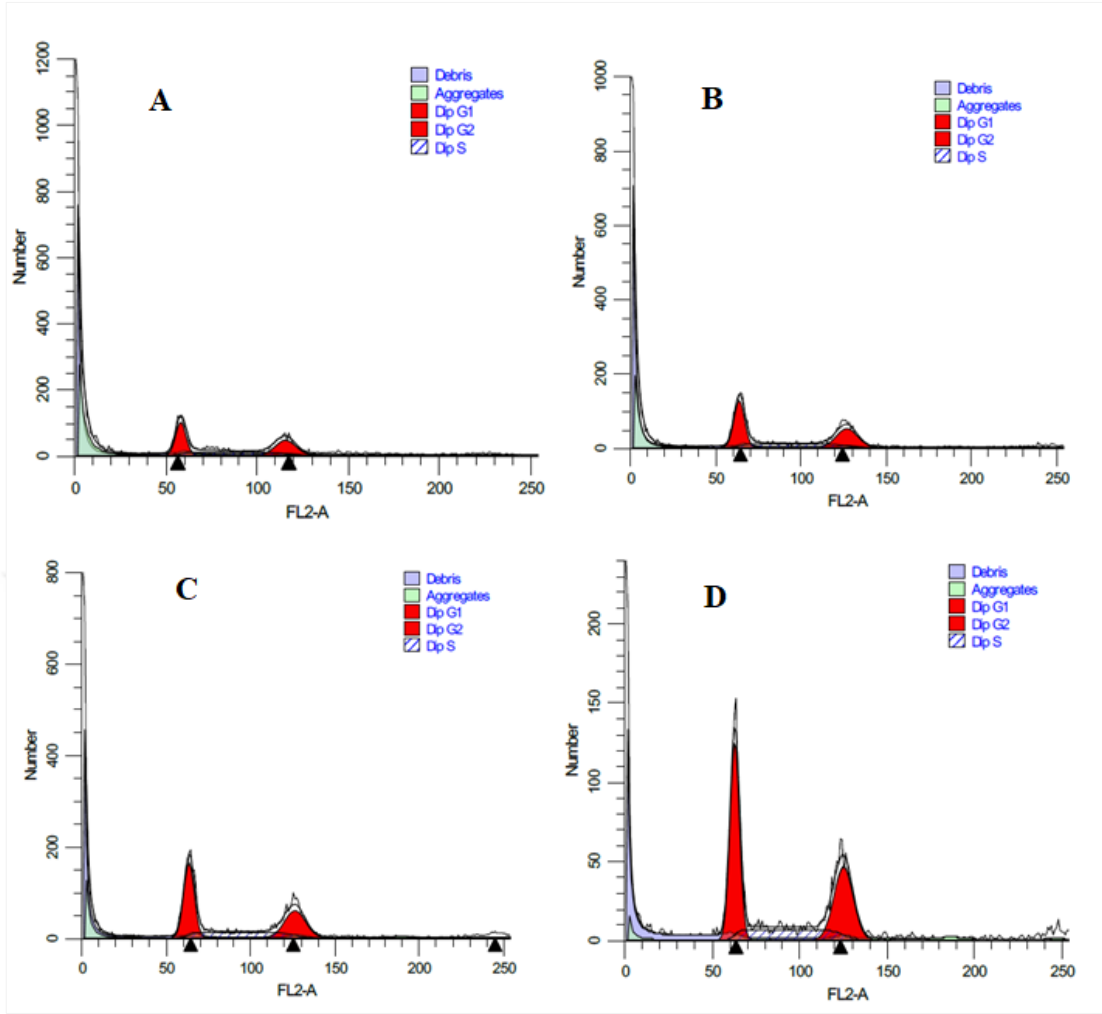 A
Debris
Aggregates
Dip G1
Dip G2
Dip S
Number
1200
1000
800
600
400
200
0
0 50 100 150 200 250
FL2-A
B
Debris
Aggregates
Dip G1
Dip G2
Dip S
Number
1000
800
600
400
200
0
0 50 100 150 200 250
FL2-A
C
Debris
Aggregates
Dip G1
Dip G2
Dip S
Number
800
600
400
200
0
0 50 100 150 200 250
FL2-A
D
Debris
Aggregates
Dip G1
Dip G2
Dip S
Number
200
150
100
50
0
0 50 100 150 200 250
FL2-A